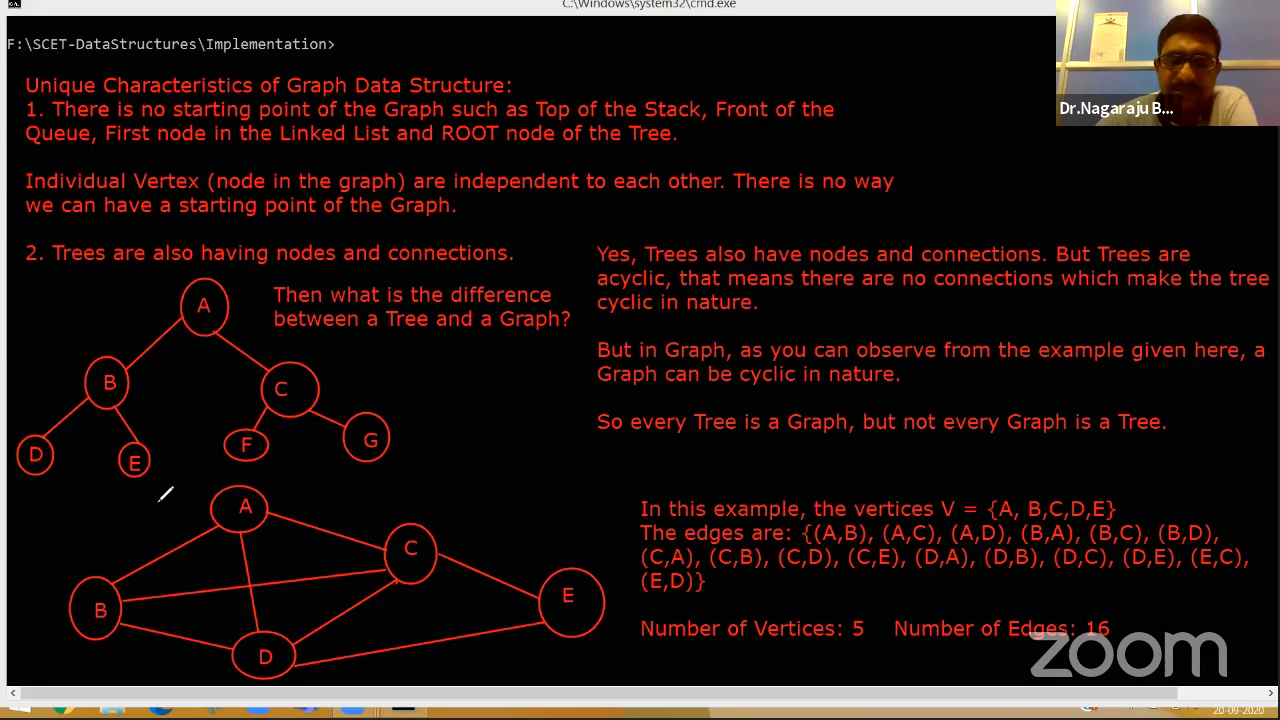 C:\Windows\system32\cmd.exe
F:\SCET-DataStructures\Implementation>
Dr.Nagaraju B...
Unique Characteristics of Graph Data Structure:
1. There is no starting point of the Graph such as Top of the Stack, Front of the
Queue, First node in the Linked List and ROOT node of the Tree.
Individual Vertex (node in the graph) are independent to each other. There is no way
we can have a starting point of the Graph.
2. Trees are also having nodes and connections.
A
Then what is the difference
between a Tree and a Graph?
B
C
D
E
F
G
Yes, Trees also have nodes and connections. But Trees are
acyclic, that means there are no connections which make the tree
cyclic in nature.
But in Graph, as you can observe from the example given here, a
Graph can be cyclic in nature.
So every Tree is a Graph, but not every Graph is a Tree.
A
C
B
E
D
In this example, the vertices V = {A, B,C,D,E}
The edges are: {(A,B), (A,C), (A,D), (B,A), (B,C), (B,D),
(C,A), (C,B), (C,D), (C,E), (D,A), (D,B), (D,C), (D,E), (E,C),
(E,D)}
Number of Vertices: 5 Number of Edges: 16
zoom
20-09-2020